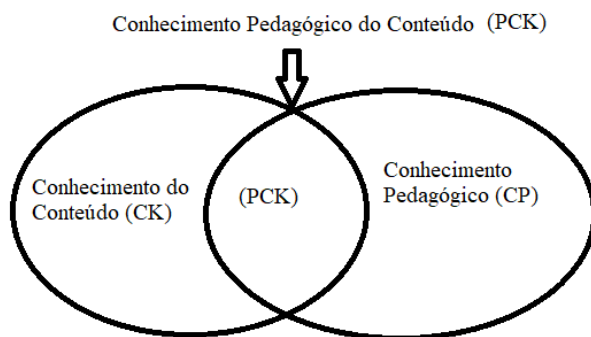 Conhecimento Pedagógico do Conteúdo (PCK)
Conhecimento do
Conteúdo (CK)
(PCK)
Conhecimento
Pedagógico (CP)